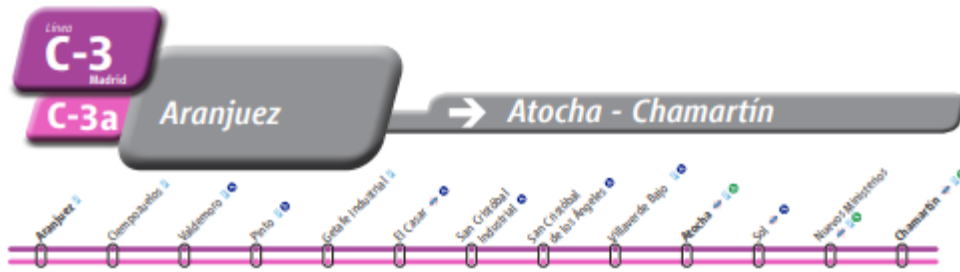 Línea
C-3
Madrid
C-3a
Aranjuez
Atocha - Chamartín
Aranjuez
Ciempozuelos
Valdemoro
Pinto
Getafe Industrial
El Casar
San Cristóbal
Industrial
San Cristóbal
de los Ángeles
Villaverde Bajo
Atocha
Sol
Nuevos Ministerios
Chamartín